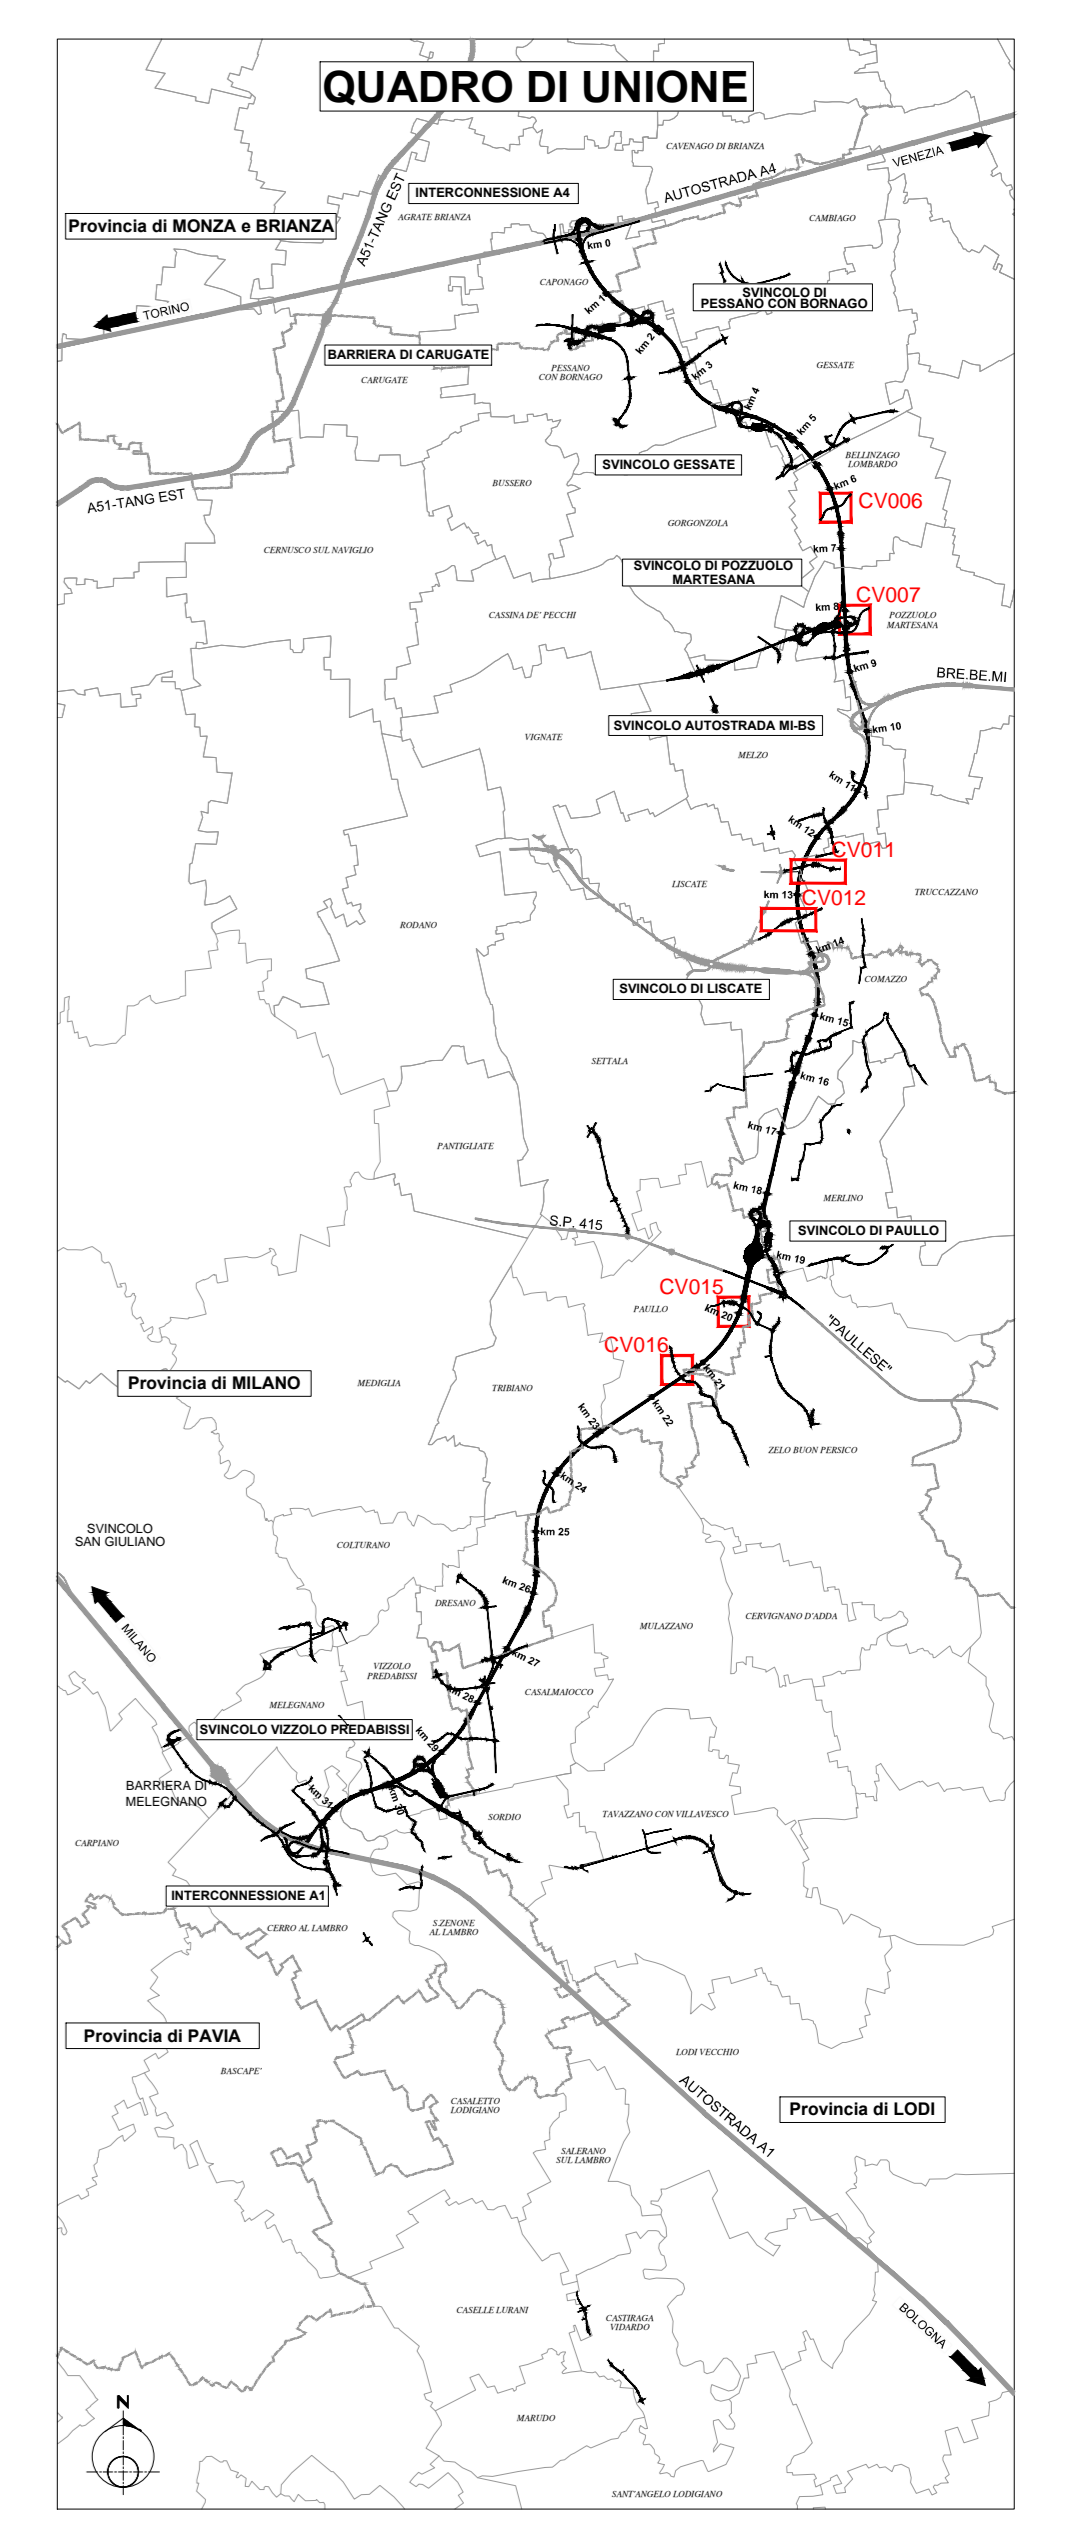 QUADRO DI UNIONE
CAVENAGO DI BRIANZA
VENEZIA
AUTOSTRADA A4
INTERCONNESSIONE A4
A51-TANG EST
AGRATE BRIANZA
CAMBIAGO
Provincia di MONZA e BRIANZA
km 0
CAPONAGO
SVINCOLO DI
PESSANO CON BORNAGO
km 1
TORINO
km 2
BARRIERA DI CARUGATE
CARUGATE
PESSANO
CON BORNAGO
km 3
GESSATE
km 4
km 5
BELLINZAGO
LOMBARDO
SVINCOLO GESSATE
BUSSERO
km 6
A51-TANG EST
CV006
GORGONZOLA
CERNUSCO SUL NAVIGLIO
km 7
SVINCOLO DI POZZUOLO
MARTESANA
CV007
km 8
CASSINA DE' PECCHI
POZZUOLO
MARTESANA
km 9
BRE.BE.MI
SVINCOLO AUTOSTRADA MI-BS
km 10
VIGNATE
MELZO
km 11
km 12
CV011
LISCATE
TRUCCAZZANO
km 13
CV012
RODANO
km 14
COMAZZO
SVINCOLO DI LISCATE
km 15
SETTALA
km 16
km 17
PANTIGLIATE
km 18
MERLINO
S.P. 415
SVINCOLO DI PAULLO
km 19
CV015
PAULLO
km 20
"PAULLESE"
CV016
km 21
Provincia di MILANO
MEDIGLIA
TRIBIANO
km 22
km 23
ZELO BUON PERSICO
km 24
SVINCOLO
SAN GIULIANO
km 25
COLTURANO
km 26
DRESANO
CERVIGNANO D'ADDA
MULAZZANO
MILANO
km 27
VIZZOLO
PREDABISSI
CASALMAIOCCO
km 28
MELEGNANO
SVINCOLO VIZZOLO PREDABISSI
km 29
BARRIERA DI
MELEGNANO
km 31
km 30
SORDIO
TAVAZZANO CON VILLAVESCO
CARPIANO
INTERCONNESSIONE A1
CERRO AL LAMBRO
S.ZENONE
AL LAMBRO
Provincia di PAVIA
BASCAPE'
LODI VECCHIO
AUTOSTRADA A1
CASALETTO
LODIGIANO
Provincia di LODI
SALERANO
SUL LAMBRO
CASELLE LURANI
CASTIRAGA
VIDARDO
BOLOGNA
N
MARUDO
SANT'ANGELO LODIGIANO